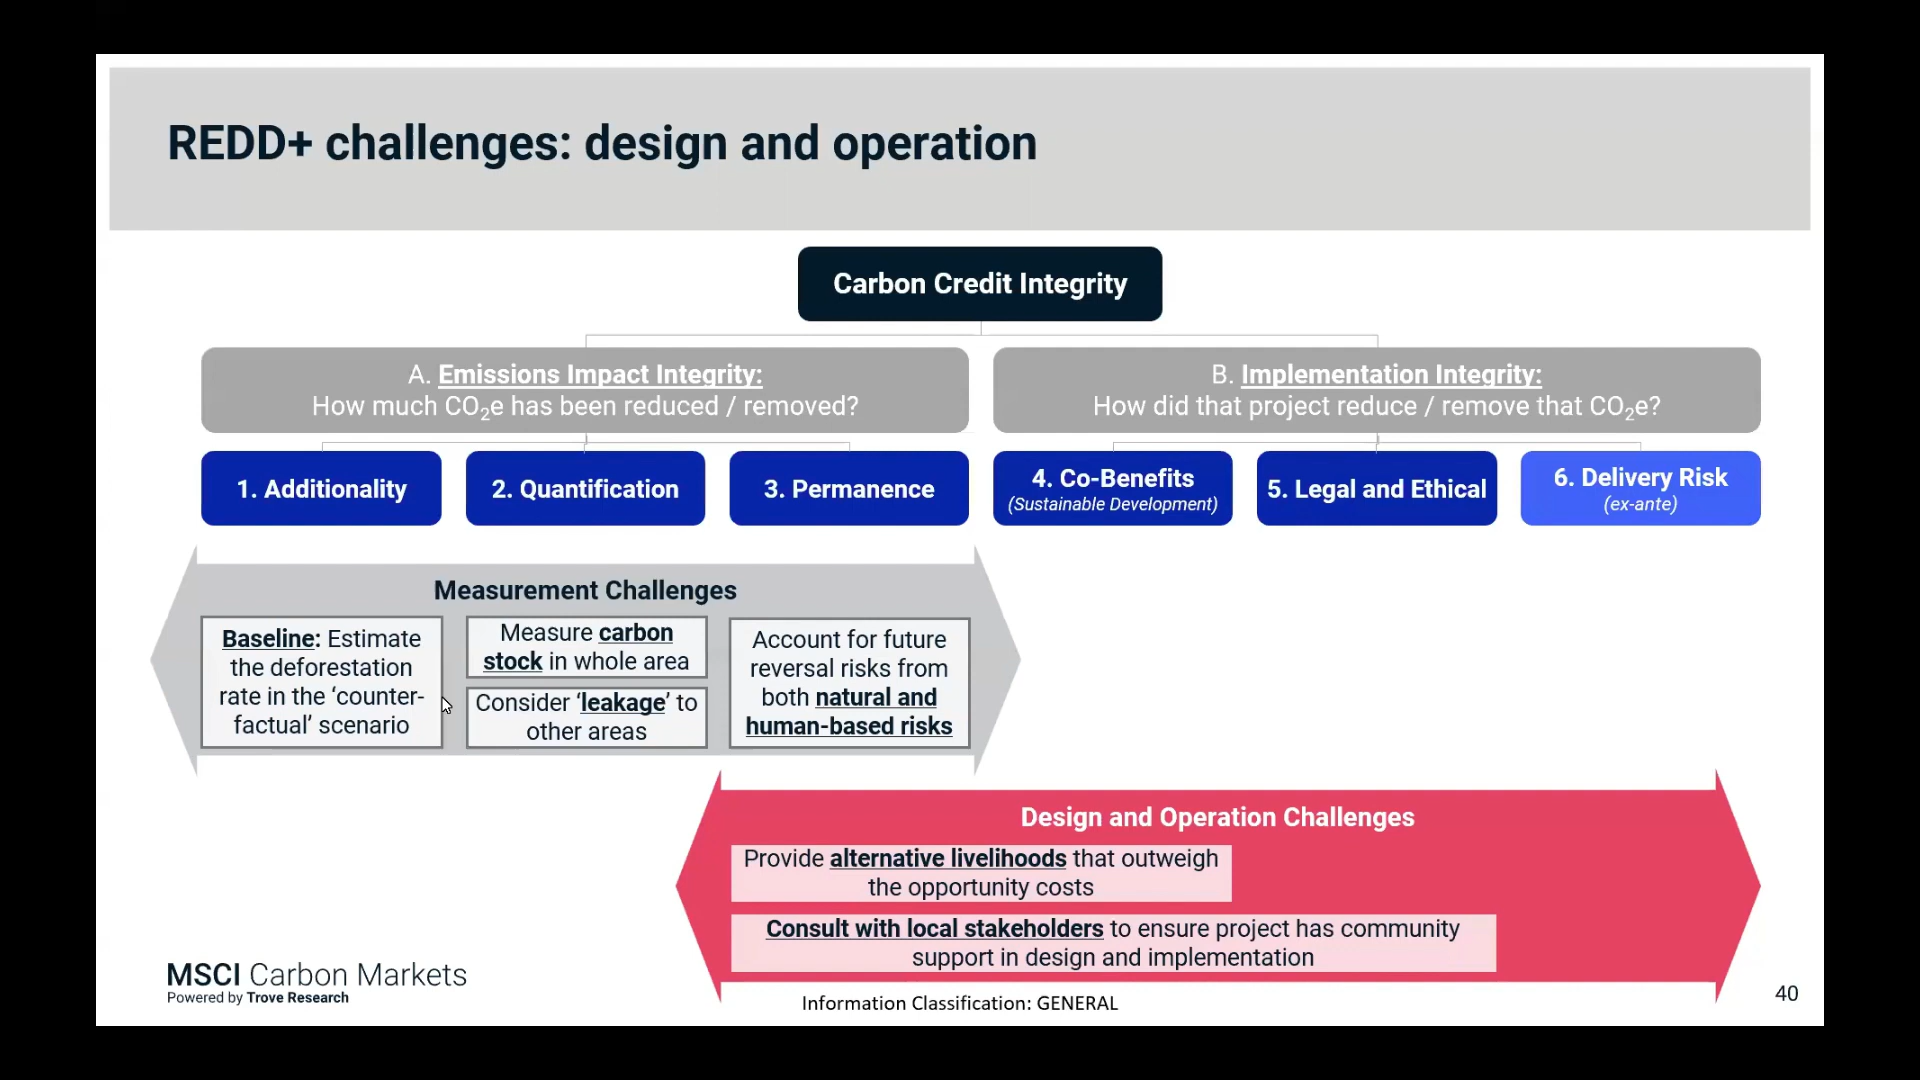 REDD+ challenges: design and operation
Carbon Credit Integrity
A. Emissions Impact Integrity:
How much CO₂e has been reduced / removed?
B. Implementation Integrity:
How did that project reduce / remove that CO₂e?
1. Additionality
2. Quantification
3. Permanence
4. Co-Benefits
(Sustainable Development)
5. Legal and Ethical
6. Delivery Risk
(ex-ante)
Measurement Challenges
Baseline: Estimate
the deforestation
rate in the ‘counter-
factual’ scenario
Measure carbon
stock in whole area
Consider ‘leakage’ to
other areas
Account for future
reversal risks from
both natural and
human-based risks
Design and Operation Challenges
Provide alternative livelihoods that outweigh
the opportunity costs
Consult with local stakeholders to ensure project has community
support in design and implementation
MSCI Carbon Markets
Powered by Trove Research
Information Classification: GENERAL
40